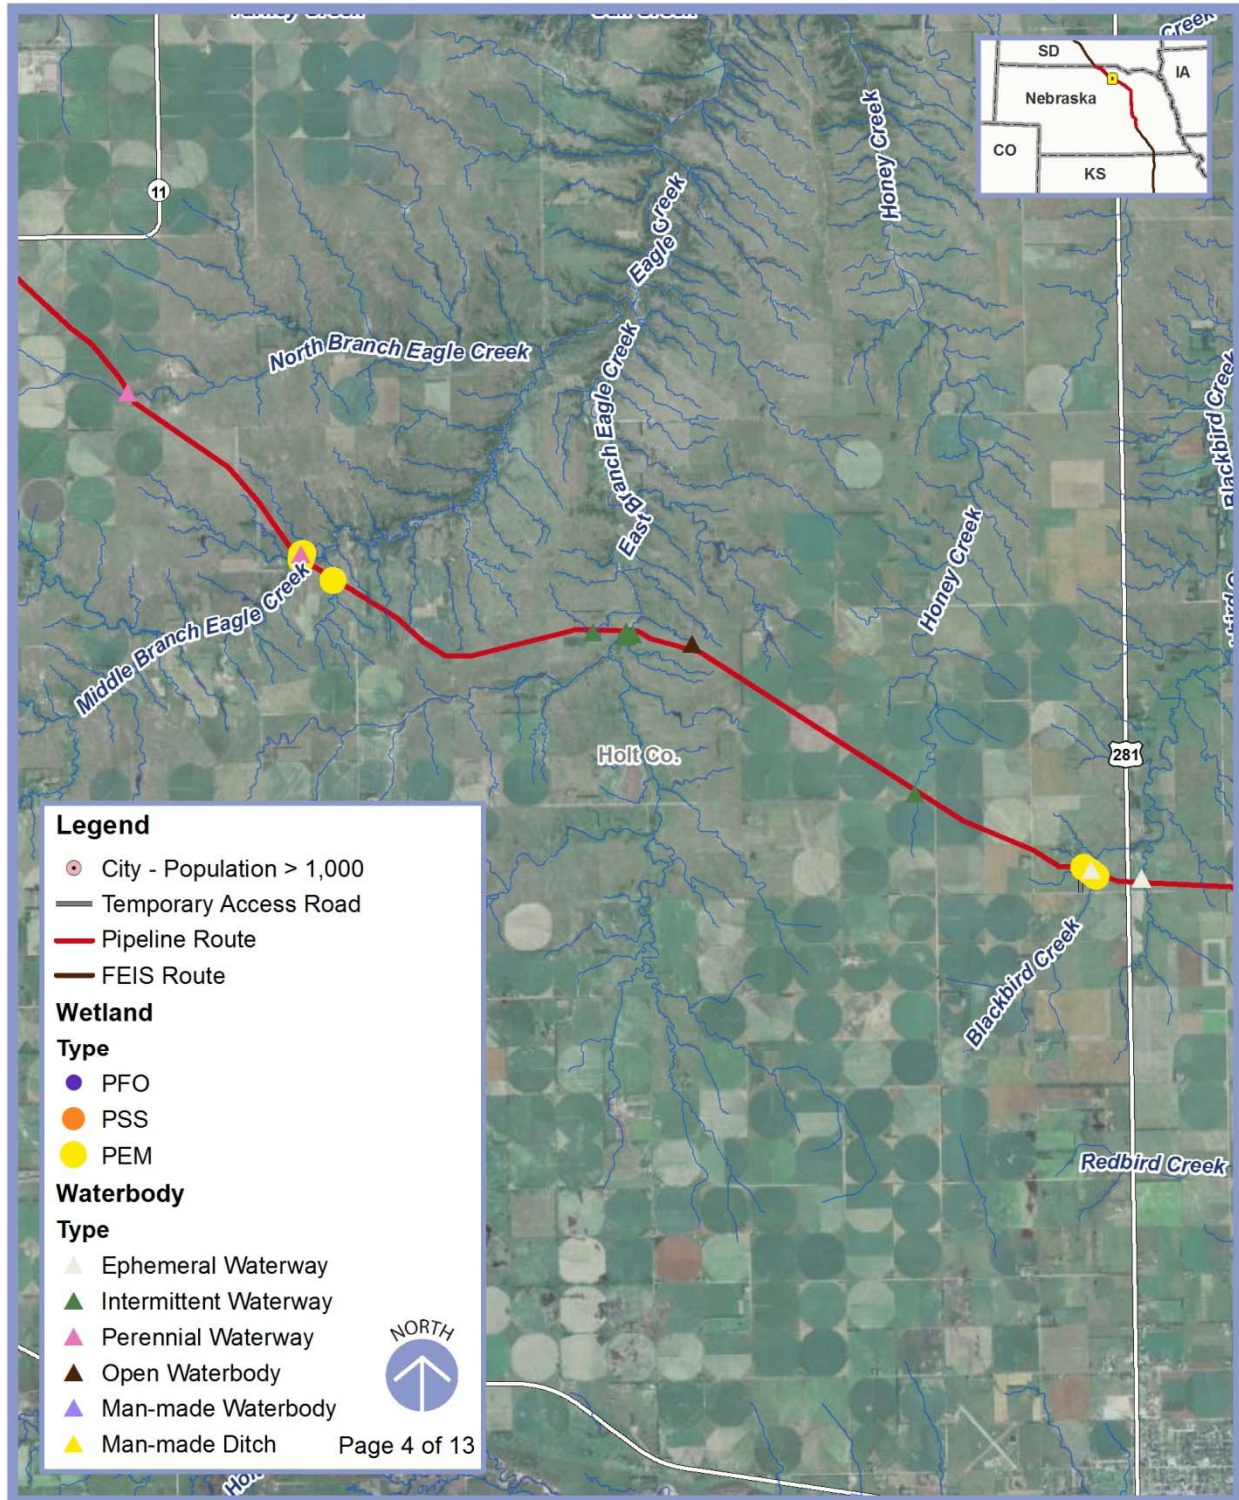 Turkey Creek
Creek
SD
IA
Nebraska
CO
KS
11
Honey Creek
Eagle Creek
North Branch Eagle Creek
East Branch Eagle Creek
Blackbird Creek
Honey Creek
Middle Branch Eagle Creek
Holt Co.
281
Blackbird Creek
Redbird Creek
Legend
City - Population > 1,000
Temporary Access Road
Pipeline Route
FEIS Route
Wetland
Type
PFO
PSS
PEM
Waterbody
Type
Ephemeral Waterway
Intermittent Waterway
Perennial Waterway
Open Waterbody
Man-made Waterbody
Man-made Ditch
NORTH
Page 4 of 13